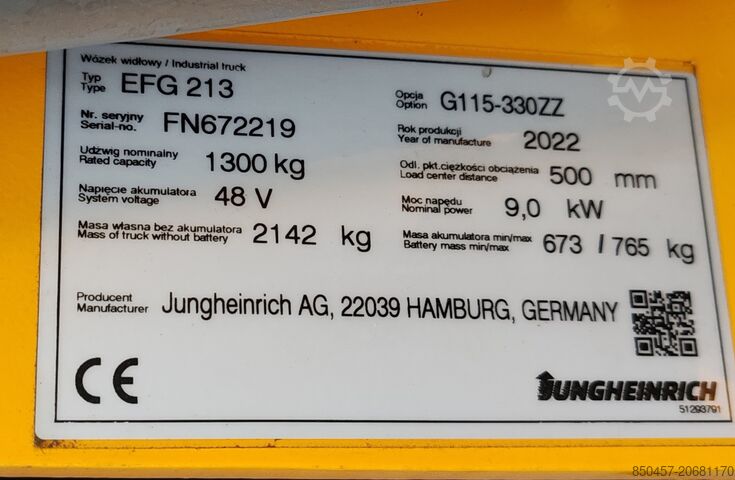 Wózek widłowy / Industrial truck
Typ
Type EFG 213
Opcja
Option G115-330ZZ
Nr. seryjny
Serial-no. FN672219
Rok produkcji
Year of manufacture 2022
Udźwig nominalny
Rated capacity 1300 kg
Odl. pkt.ciężkości obciążenia
Load center distance 500 mm
Napięcie akumulatora
System voltage 48 V
Moc napędu
Nominal power 9,0 kW
Masa własna bez akumulatora
Mass of truck without battery 2142 kg
Masa akumulatora min/max
Battery mass min/max 673 / 765 kg
Producent
Manufacturer Jungheinrich AG, 22039 HAMBURG, GERMANY
CE
JUNGHEINRICH
51293791
850457-20681170